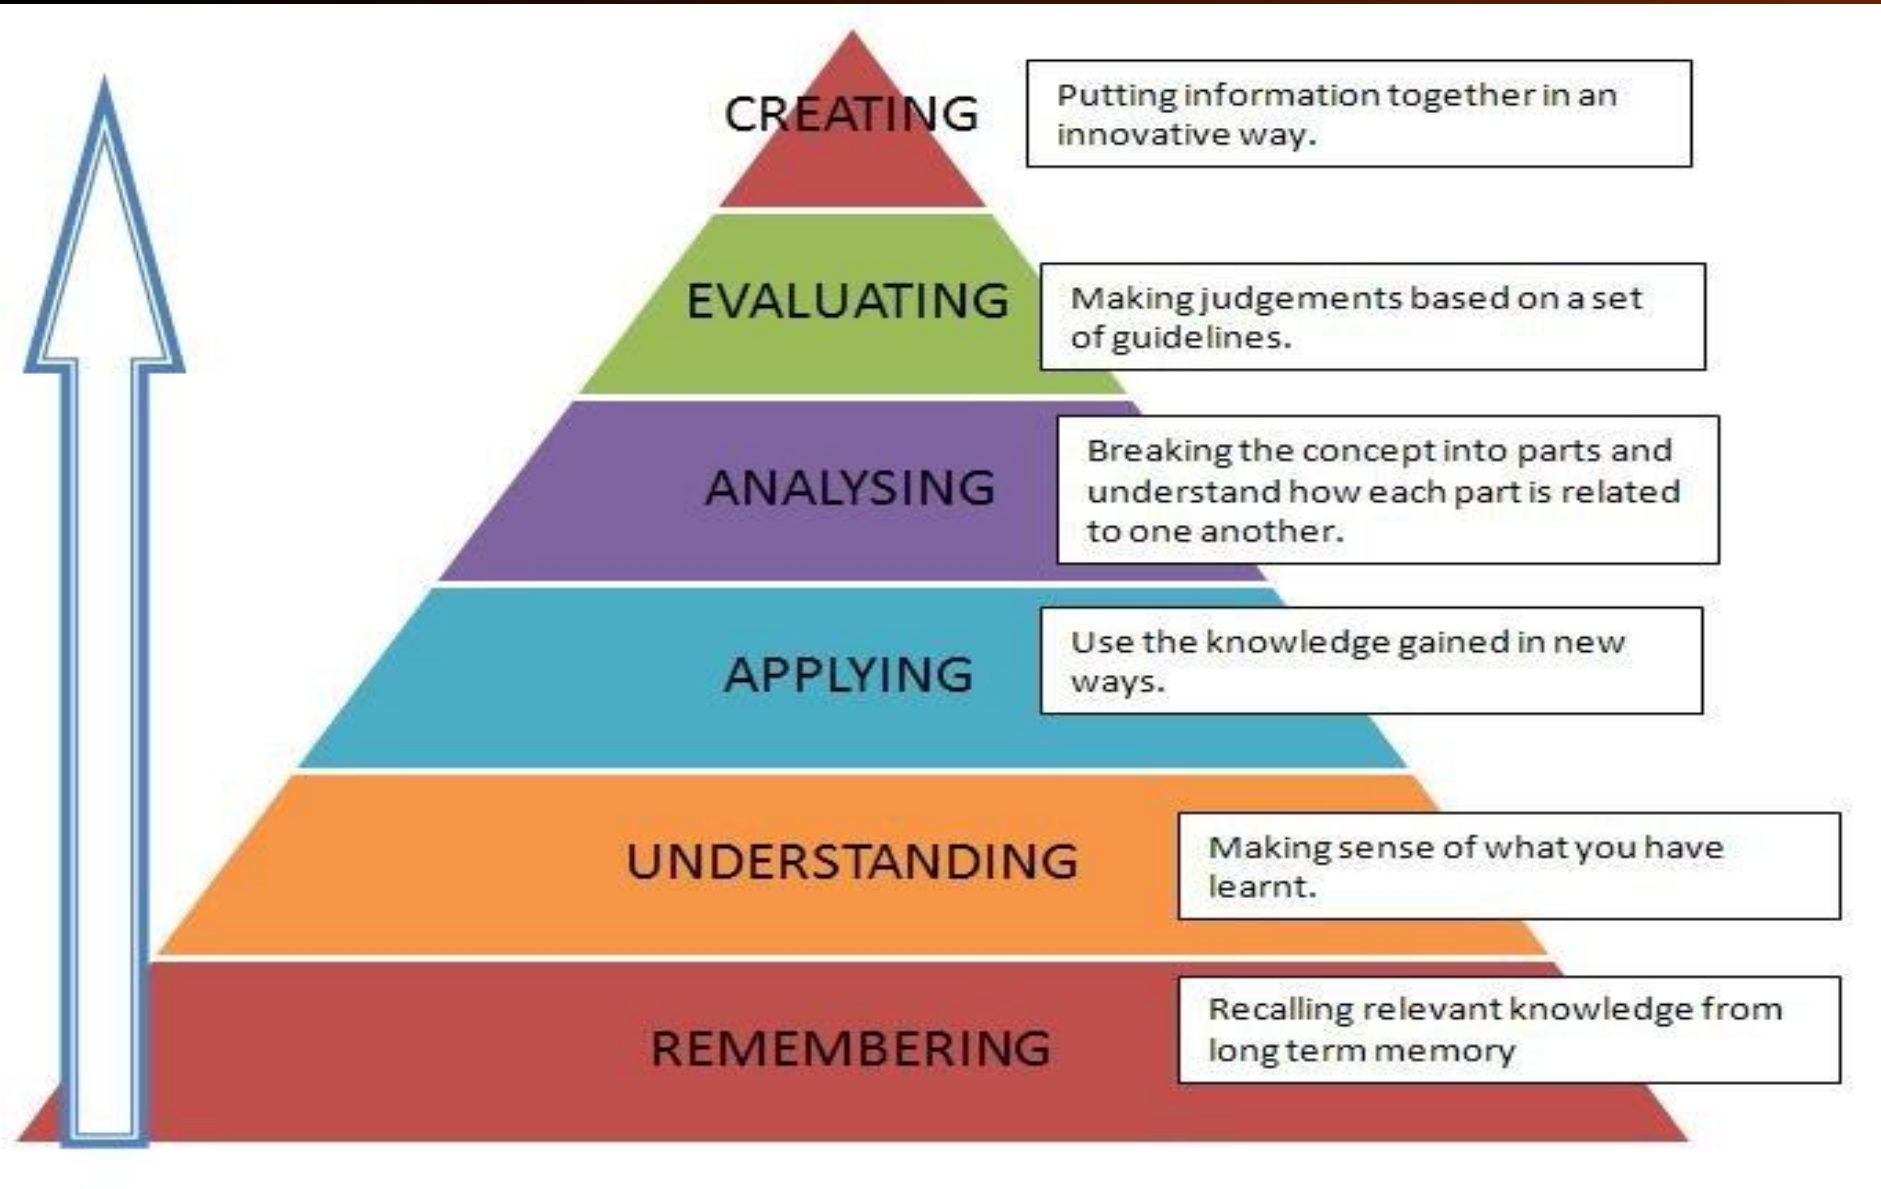 CREATING
Putting information together in an
innovative way.
EVALUATING
Making judgements based on a set
of guidelines.
ANALYSING
Breaking the concept into parts and
understand how each part is related
to one another.
APPLYING
Use the knowledge gained in new
ways.
UNDERSTANDING
Making sense of what you have
learnt.
REMEMBERING
Recalling relevant knowledge from
long term memory